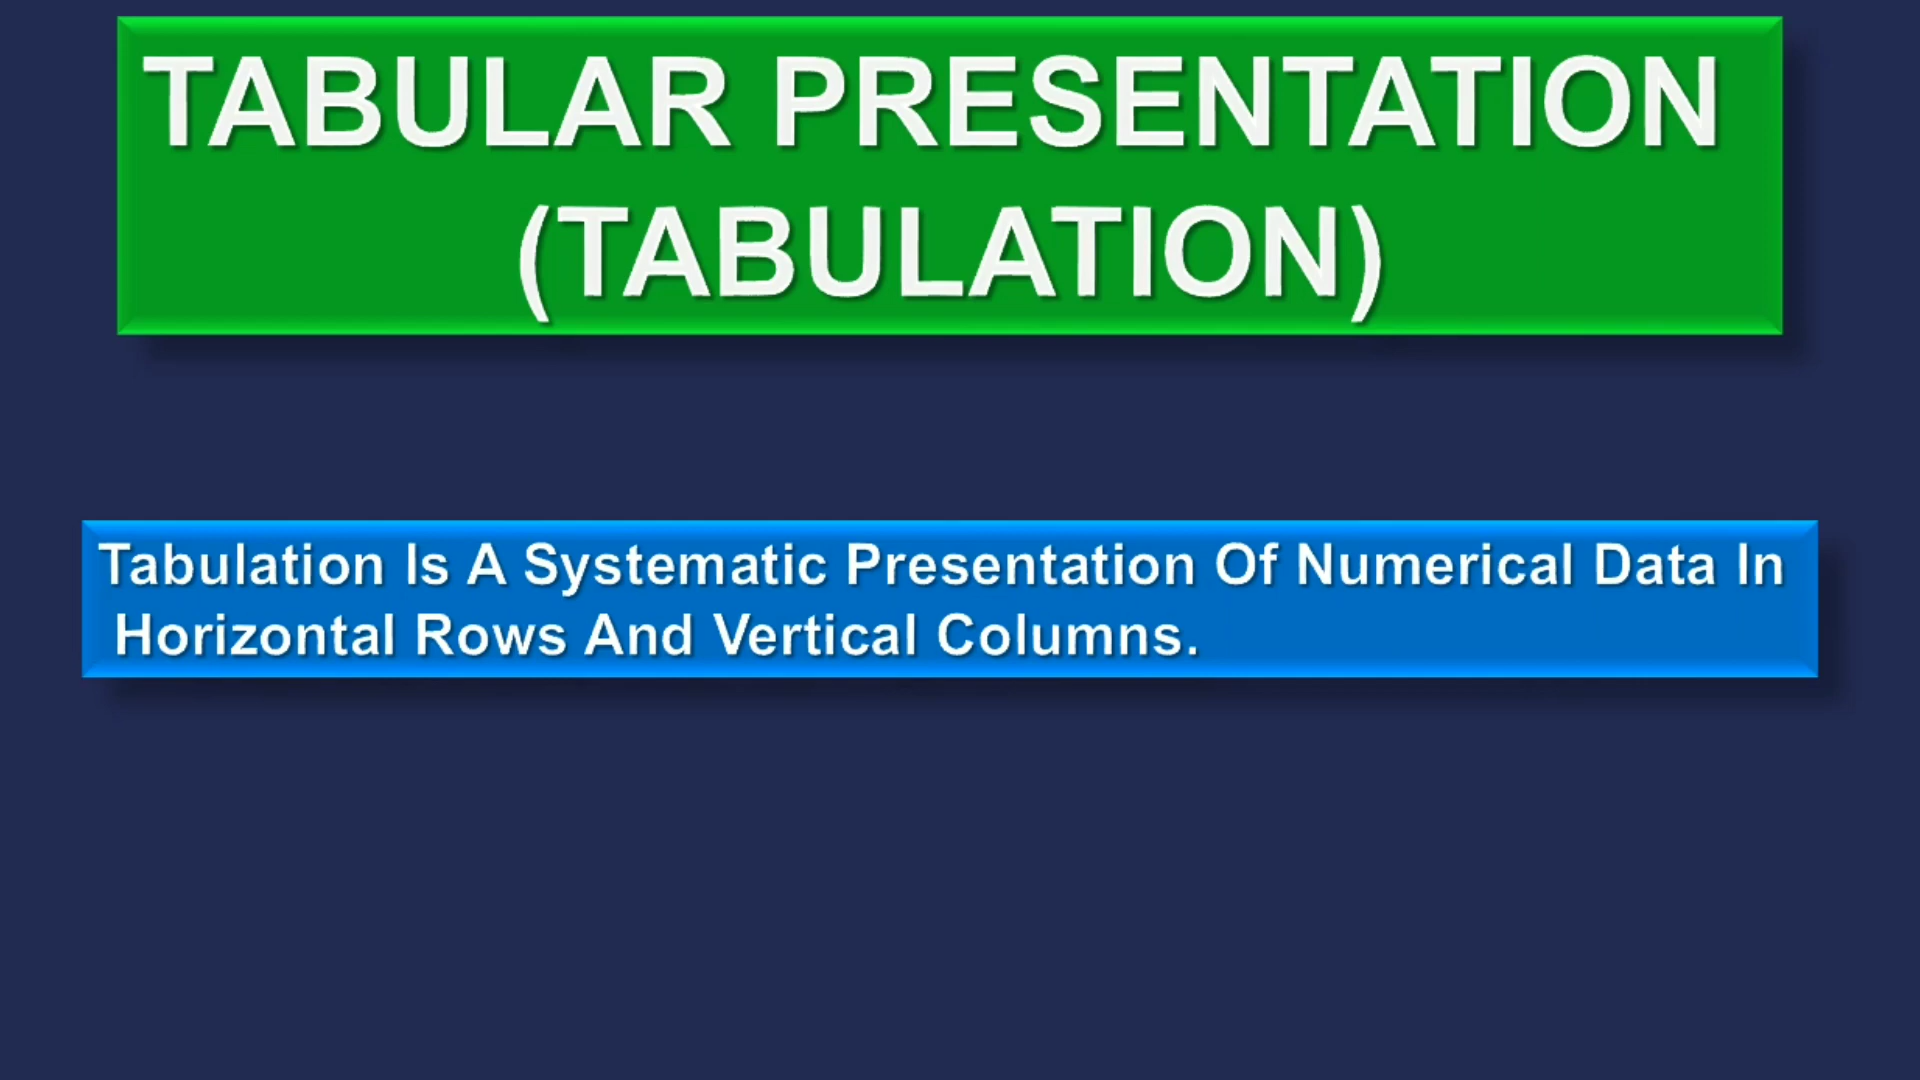 TABULAR PRESENTATION
(TABULATION)
Tabulation Is A Systematic Presentation Of Numerical Data In
Horizontal Rows And Vertical Columns.